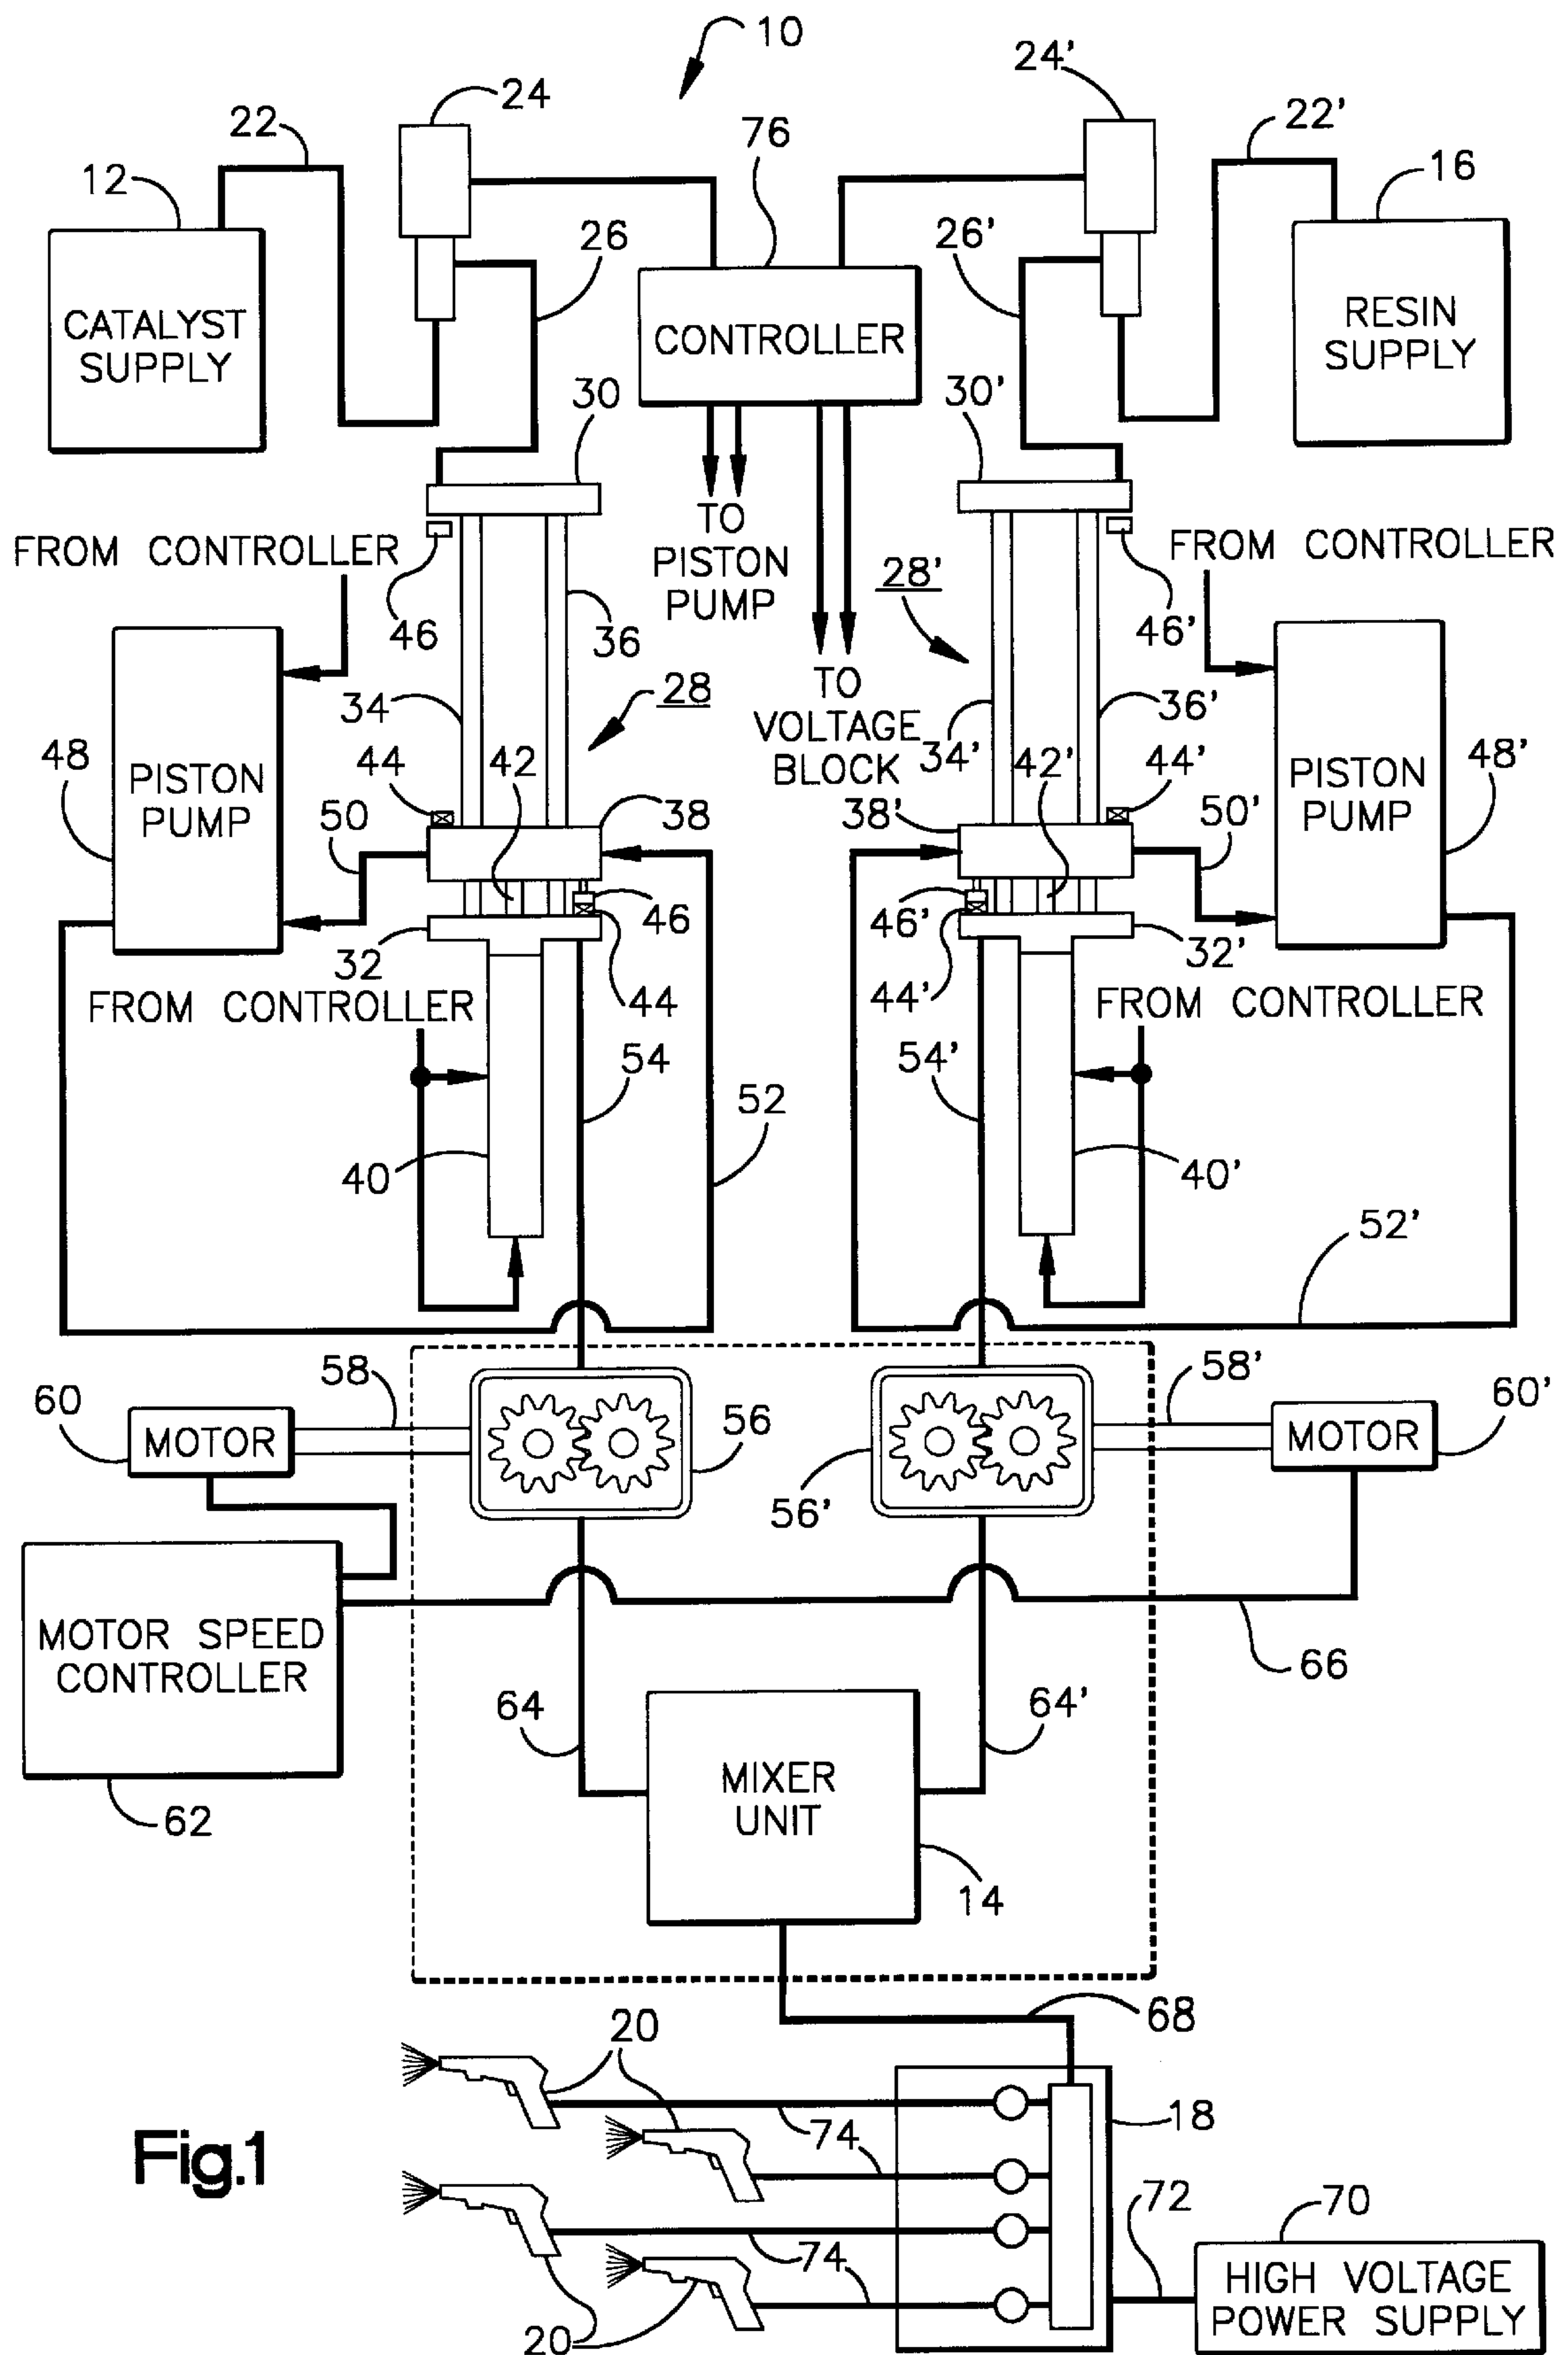 10
24'
24
22
76
22'
12
16
26
26'
CATALYST
SUPPLY
CONTROLLER
RESIN
SUPPLY
30
30'
TO
PISTON
PUMP
FROM CONTROLLER
FROM CONTROLLER
28'
46
36
46'
34
28
TO
VOLTAGE
BLOCK
34'
36'
48
PISTON
PUMP
44
42
42'
44'
PISTON
PUMP
48'
50
38
38'
50'
46
46'
32
44
44'
32'
FROM CONTROLLER
FROM CONTROLLER
54
54'
52
40
40'
52'
58
58'
60
MOTOR
MOTOR
60'
56
56'
MOTOR SPEED
CONTROLLER
66
64
64'
MIXER
UNIT
62
14
68
20
18
74
Fig.1
72
70
74
HIGH VOLTAGE
POWER SUPPLY
20